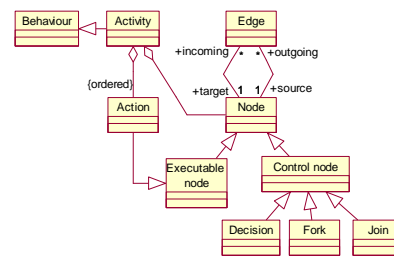 Behaviour
Activity
Edge
+incoming
* *
+outgoing
{ordered}
+target
1 1
+source
Action
Node
Executable
node
Control node
Decision
Fork
Join